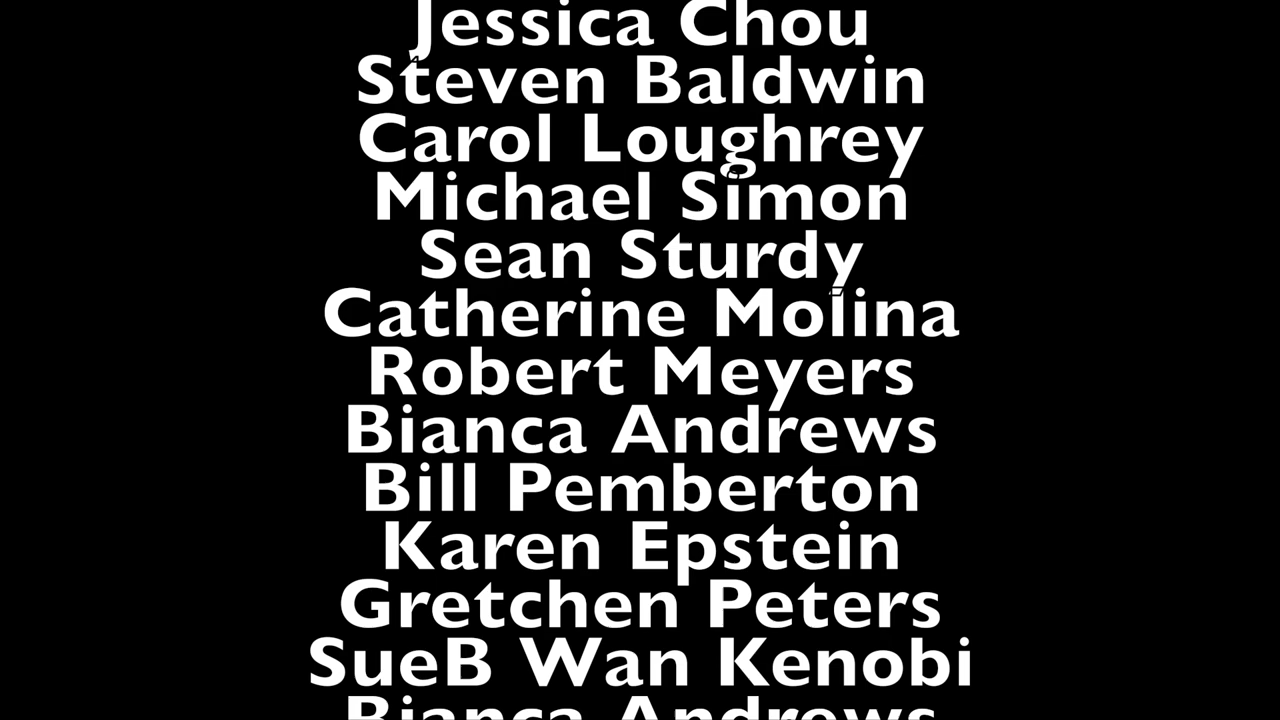 Jessica Chou
Steven Baldwin
Carol Loughrey
Michael Simon
Sean Sturdy
Catherine Molina
Robert Meyers
Bianca Andrews
Bill Pemberton
Karen Epstein
Gretchen Peters
SueB Wan Kenobi
Bianca Andrews